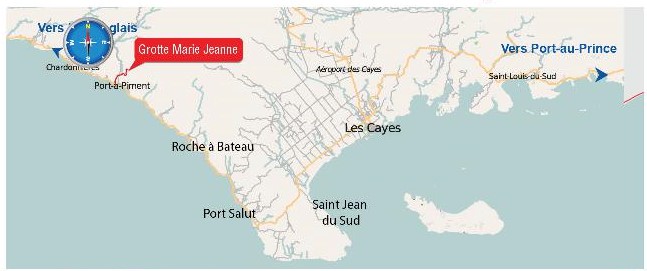 Vers glais
N
W E
S
Grotte Marie Jeanne
Vers Port-au-Prince
Chardonnières
Aéroport des Cayes
Saint-Louis-du-Sud
Port-à-Piment
Les Cayes
Roche à Bateau
Port Salut
Saint Jean
du Sud